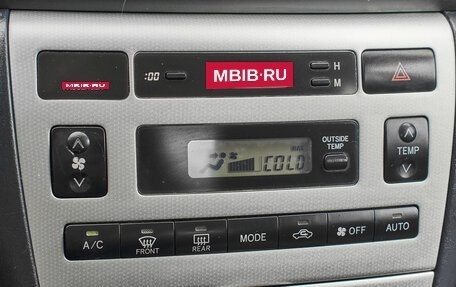 :00
MBIB·RU
H
M
MBIB.RU
OUTSIDE
TEMP
COLD
TEMP
A/C
FRONT
REAR
MODE
OFF
AUTO